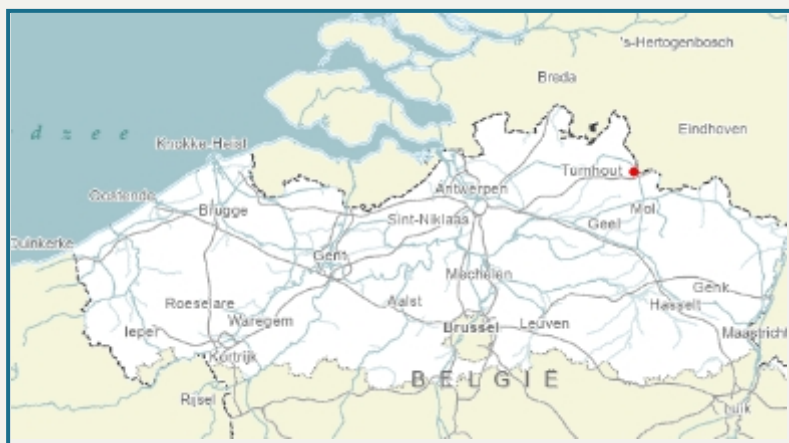 's-Hertogenbosch
Breda
Eindhoven
d z e e
Knokke-Heist
Turnhout
Oostende
Antwerpen
Brugge
Mol
Sint-Niklaas
Geel
Duinkerke
Gent
Mechelen
Genk
Roeselare
Aalst
Hasselt
Ieper
Waregem
Brussel
Leuven
Maastricht
Kortrijk
BELGIË
Rijsel
Luik